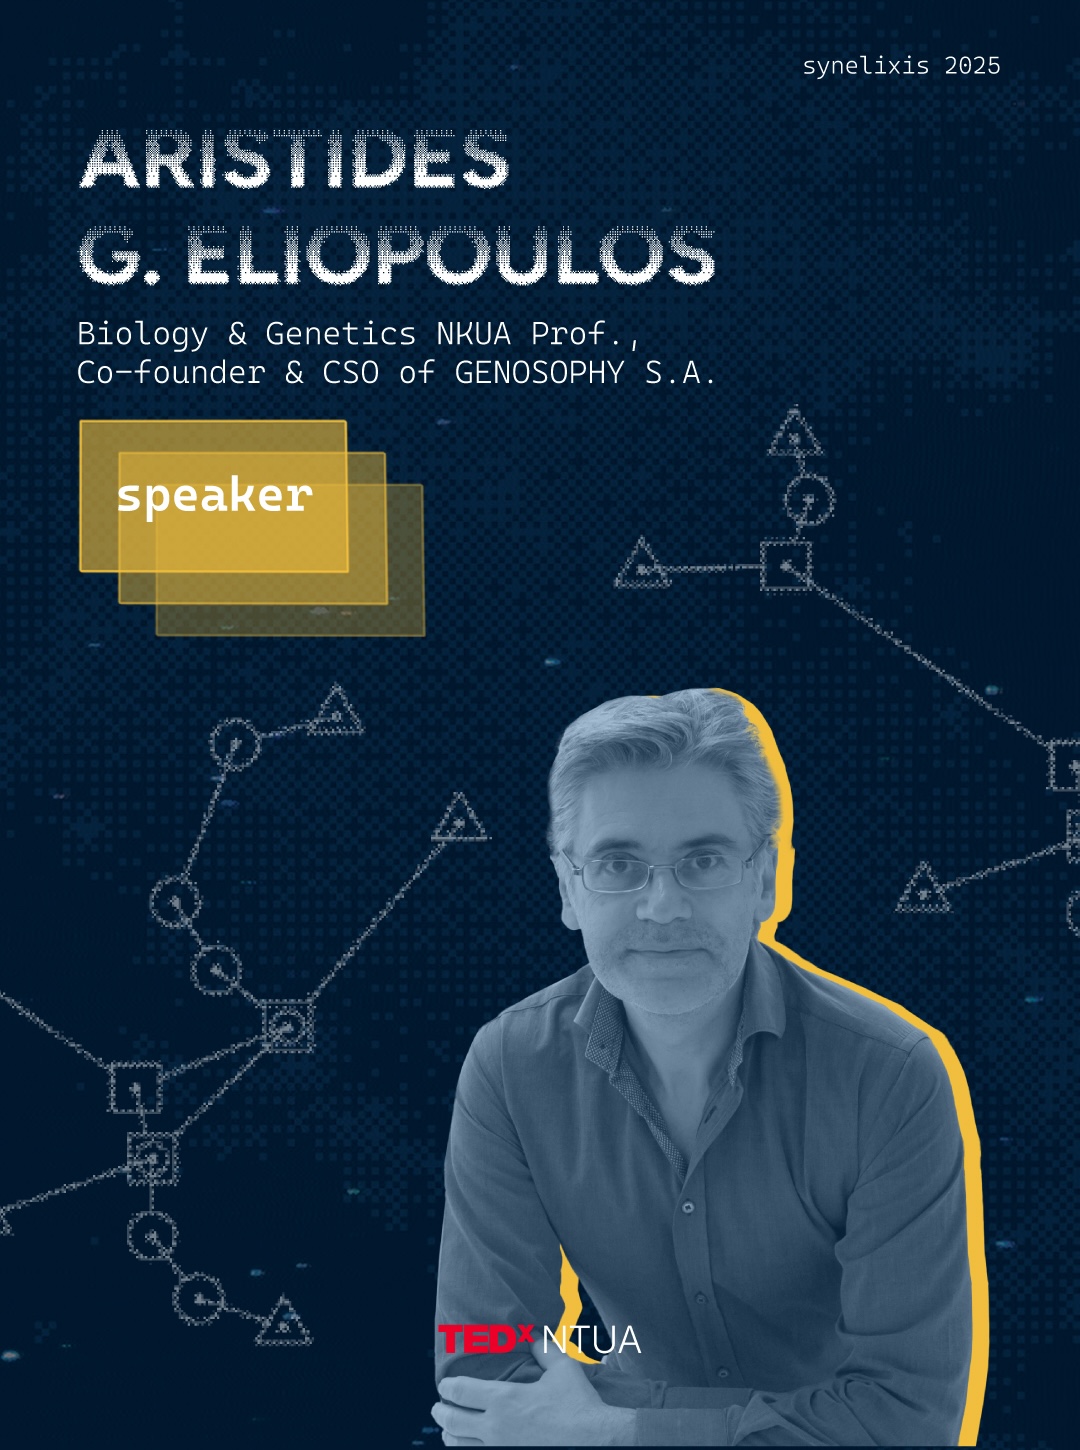 synelixis 2025
ARISTIDES
G. ELIOPOULOS
Biology & Genetics NKUA Prof.,
Co-founder & CSO of GENOSOPHY S.A.
speaker
TEDx NTUA